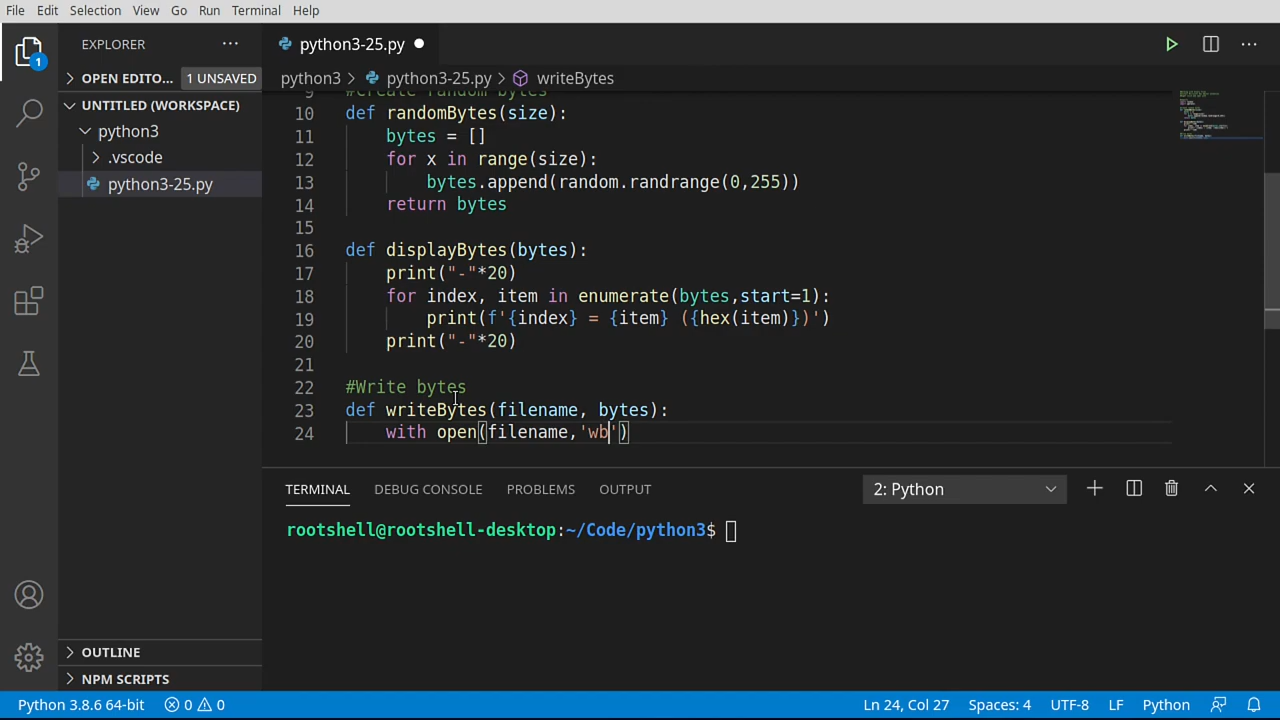 File Edit Selection View Go Run Terminal Help
EXPLORER ...
python3-25.py
OPEN EDITO... 1 UNSAVED
python3 > python3-25.py > writeBytes
UNTITLED (WORKSPACE)
python3
.vscode
python3-25.py
1
9 #Create random bytes
10 def randomBytes(size):
11 bytes = []
12 for x in range(size):
13 bytes.append(random.randrange(0,255))
14 return bytes
15
16 def displayBytes(bytes):
17 print("-"*20)
18 for index, item in enumerate(bytes,start=1):
19 print(f'{index} = {item} ({hex(item)})')
20 print("-"*20)
21
22 #Write bytes
23 def writeBytes(filename, bytes):
24 with open(filename,'wb')
TERMINAL DEBUG CONSOLE PROBLEMS OUTPUT 2: Python
rootshell@rootshell-desktop:~/Code/python3$
OUTLINE
NPM SCRIPTS
Python 3.8.6 64-bit 0 0 Ln 24, Col 27 Spaces: 4 UTF-8 LF Python